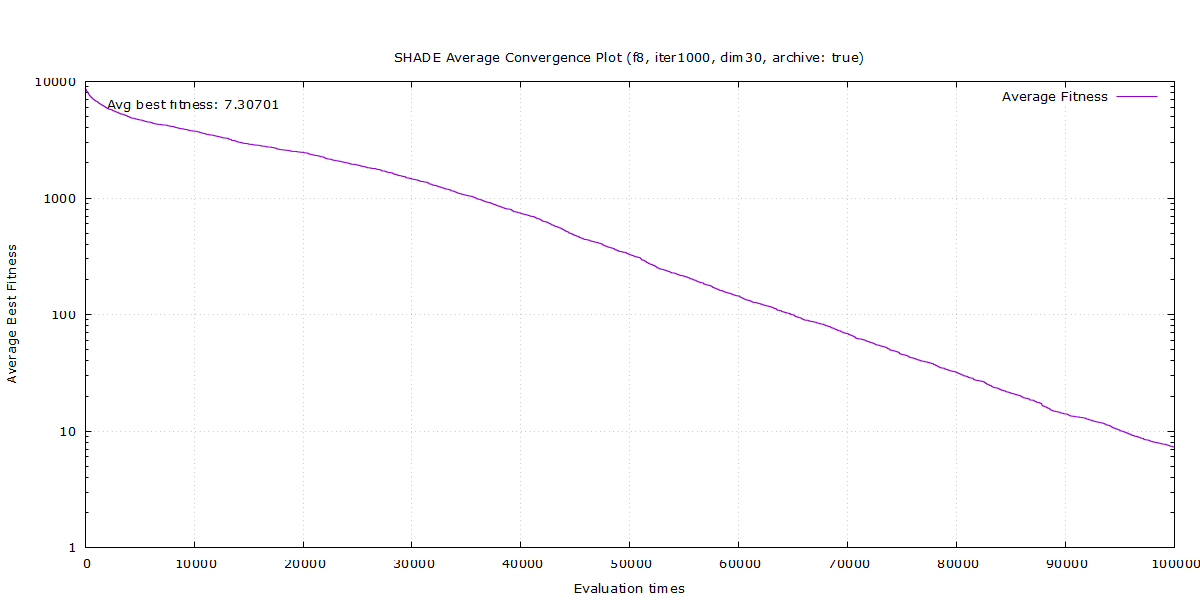 SHADE Average Convergence Plot (f8, iter1000, dim30, archive: true)
10000
Avg best fitness: 7.30701
Average Fitness
1000
100
10
1
Average Best Fitness
0 10000 20000 30000 40000 50000 60000 70000 80000 90000 100000
Evaluation times